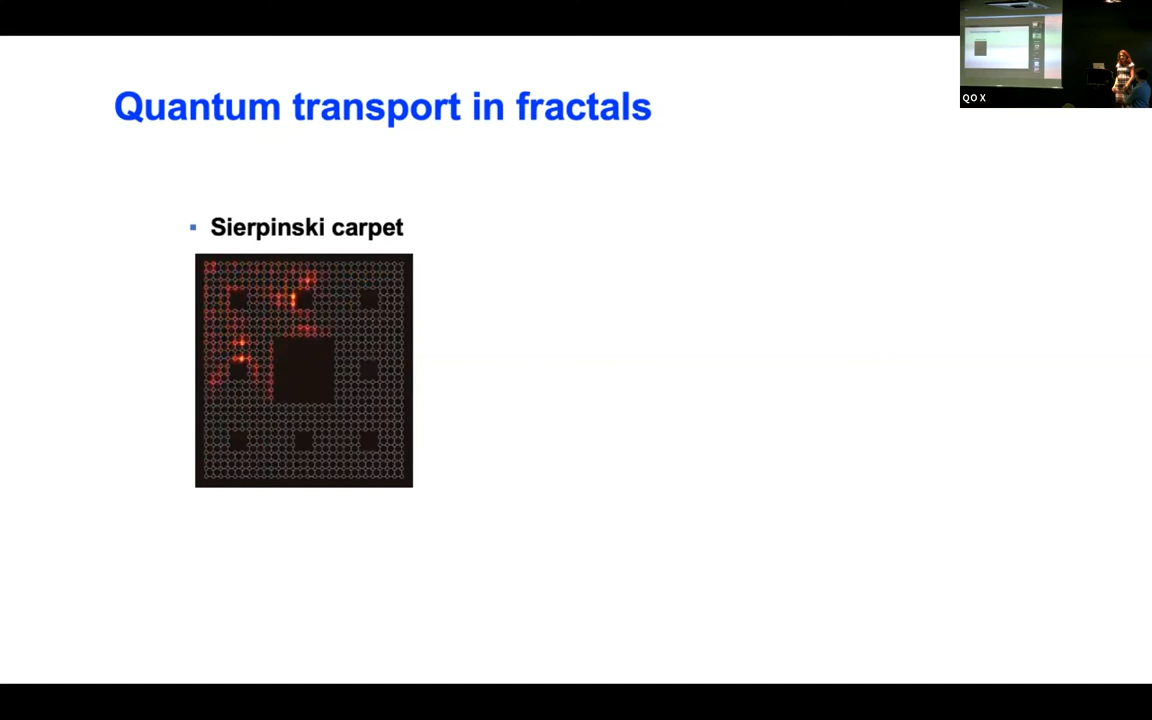 Quantum transport in fractals
▪ Sierpinski carpet
QO X